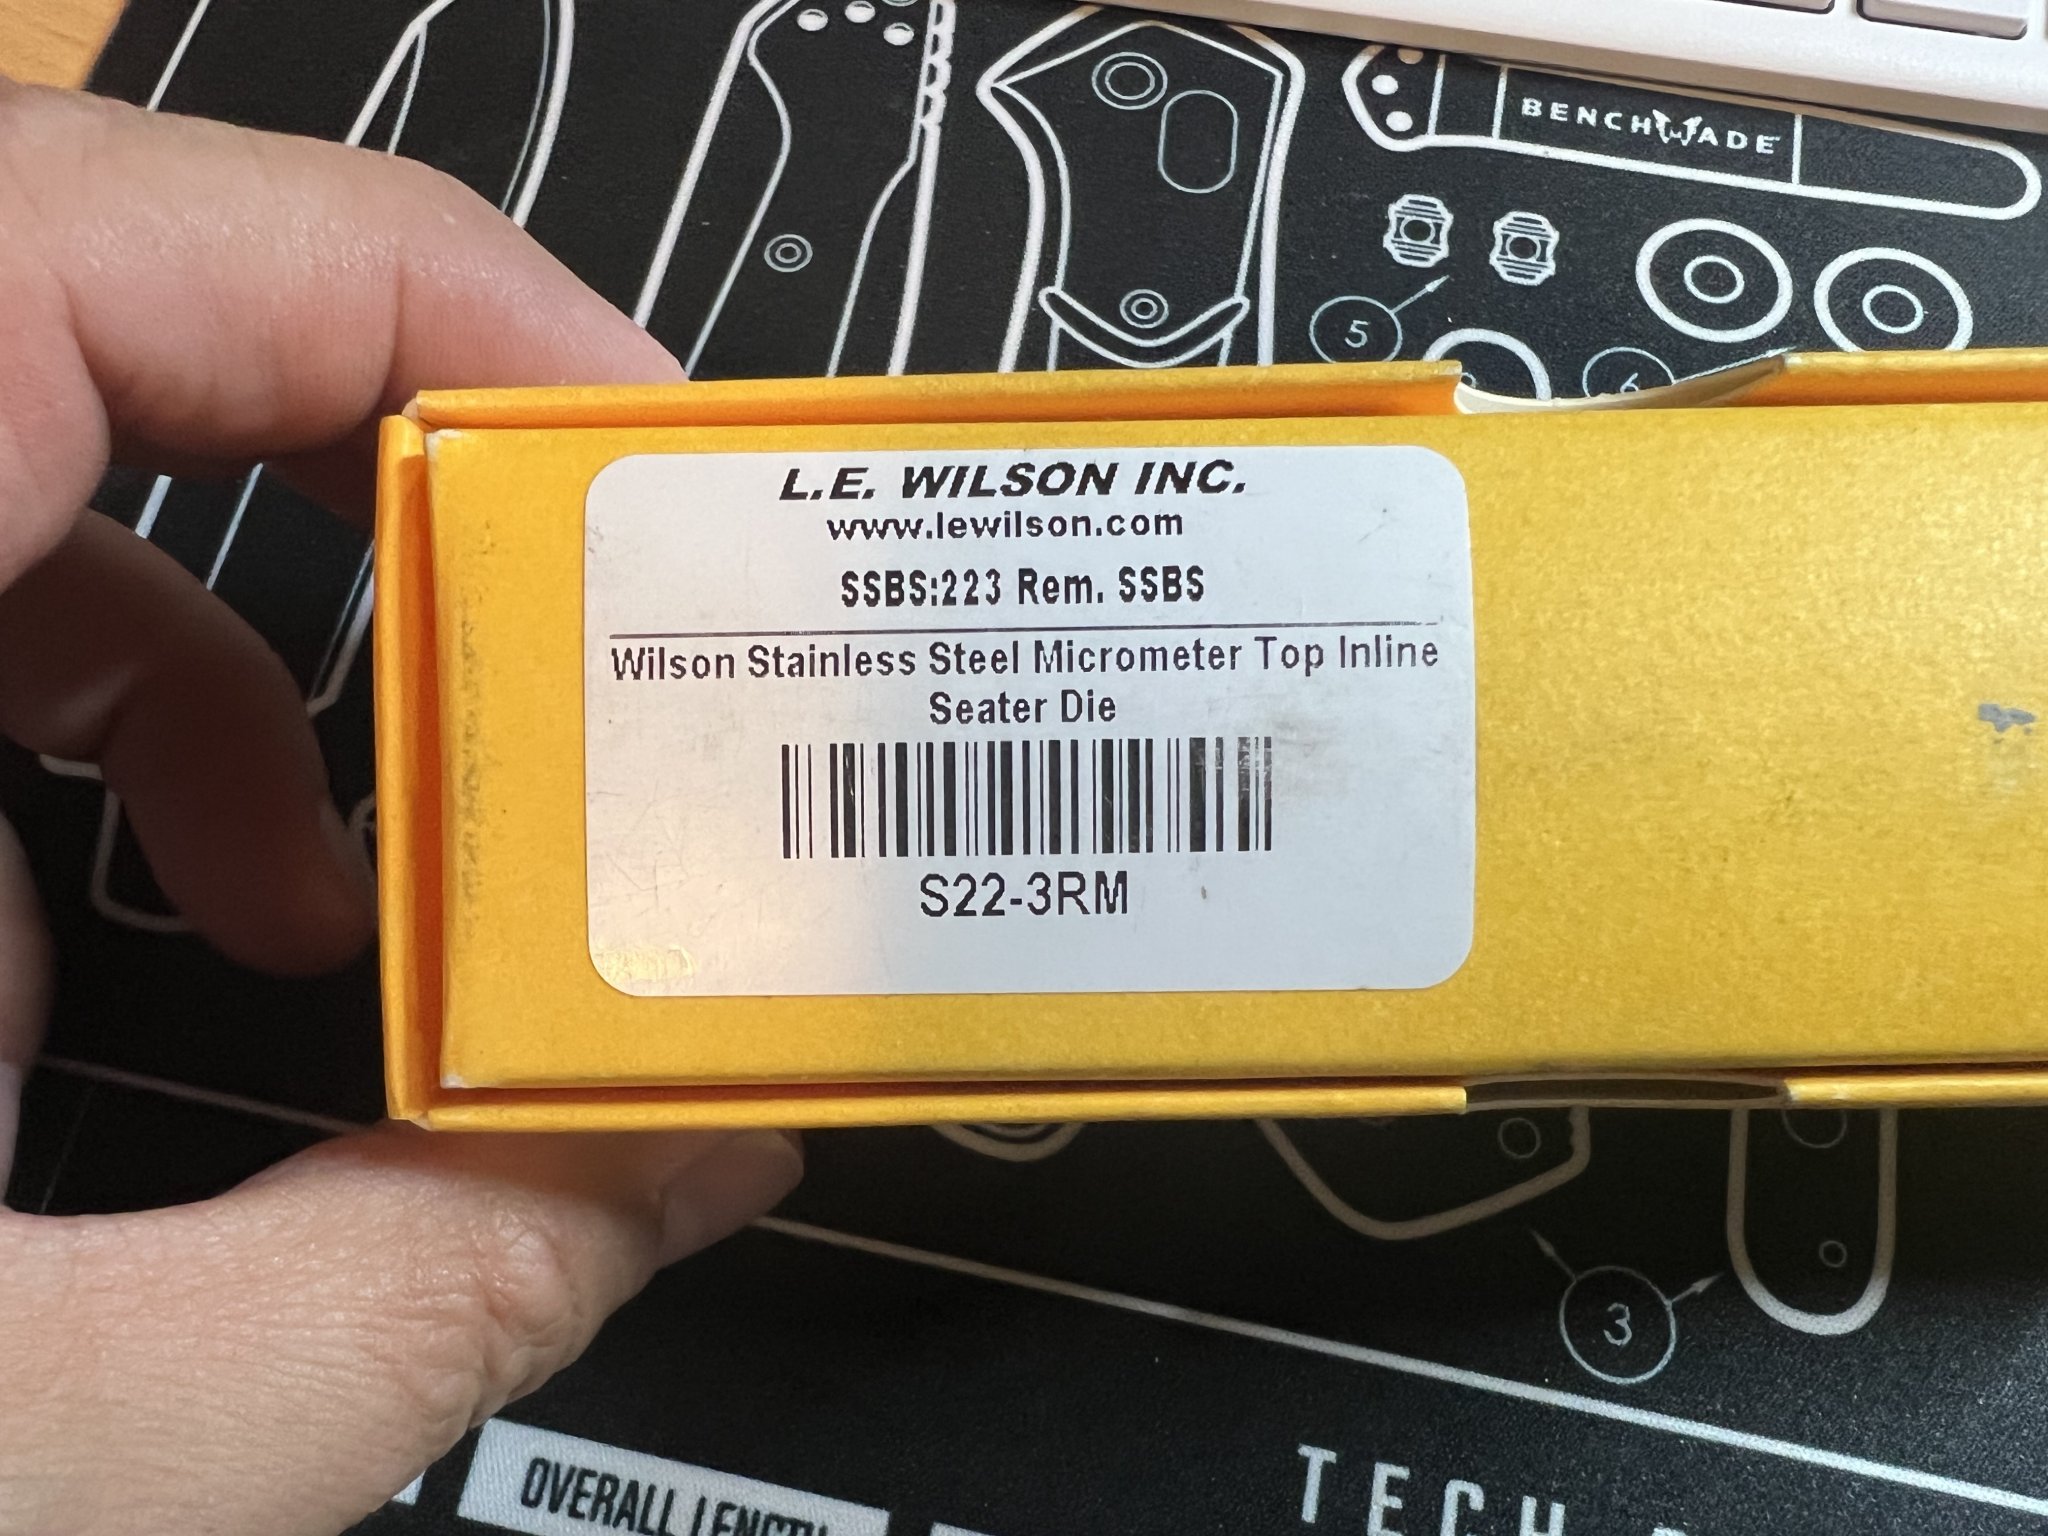 BENCHMADE
5
6
L.E. WILSON INC.
www.lewilson.com
SSBS:223 Rem. SSBS
Wilson Stainless Steel Micrometer Top Inline
Seater Die
S22-3RM
3
OVERALL LENGTH
TECH